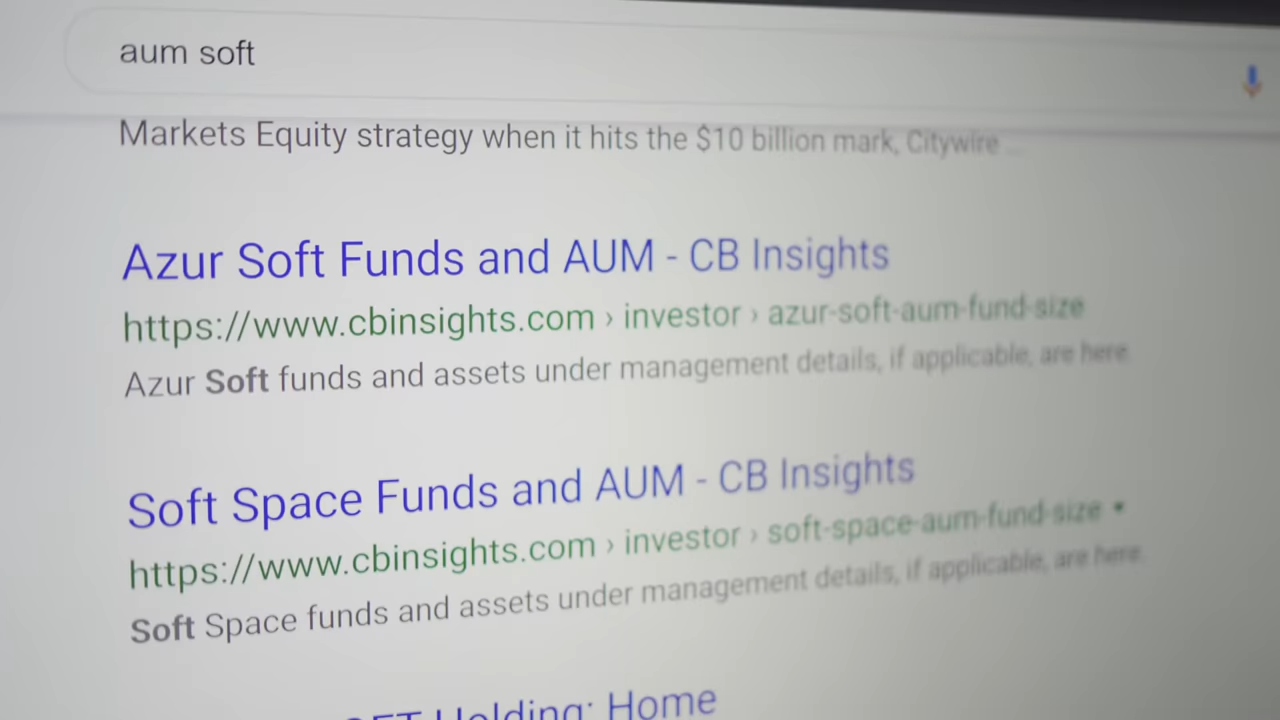 aum soft
Markets Equity strategy when it hits the $10 billion mark, Citywire ...
Azur Soft Funds and AUM - CB Insights
https://www.cbinsights.com › investor › azur-soft-aum-fund-size
Azur Soft funds and assets under management details, if applicable, are here.
Soft Space Funds and AUM - CB Insights
https://www.cbinsights.com › investor › soft-space-aum-fund-size
Soft Space funds and assets under management details, if applicable, are here.
Holding: Home